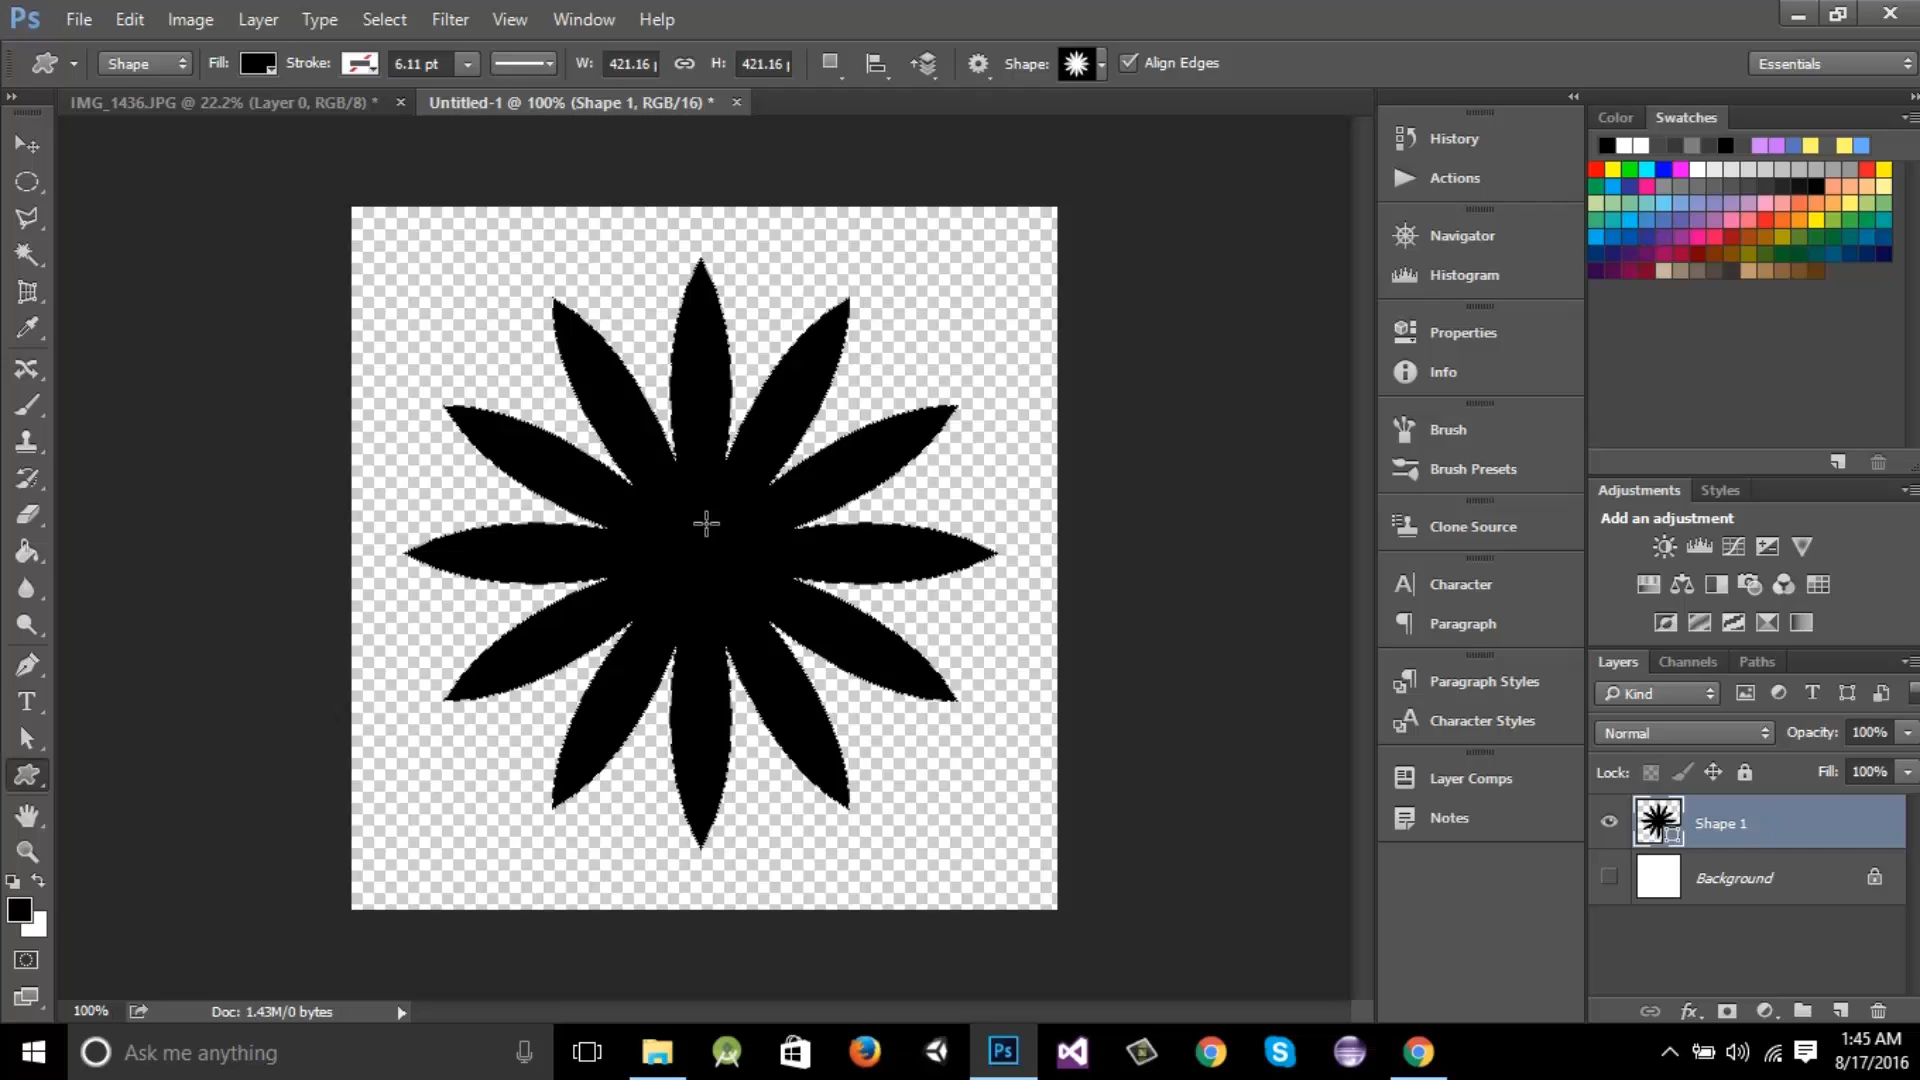 Ps File Edit Image Layer Type Select Filter View Window Help
Shape Fill: Stroke: 6.11 pt W: 421.16 H: 421.16 Shape: Align Edges Essentials
IMG_1436.JPG @ 22.2% (Layer 0, RGB/8) * Untitled-1 @ 100% (Shape 1, RGB/16) *
Color Swatches
History
Actions
Navigator
Histogram
Properties
Info
Brush
Brush Presets
Clone Source
Character
Paragraph
Paragraph Styles
Character Styles
Layer Comps
Notes
Adjustments Styles
Add an adjustment
Layers Channels Paths
Kind
Normal Opacity: 100%
Lock: Fill: 100%
Shape 1
Background
100% Doc: 1.43M/0 bytes
Ask me anything
Ps
1:45 AM
8/17/2016